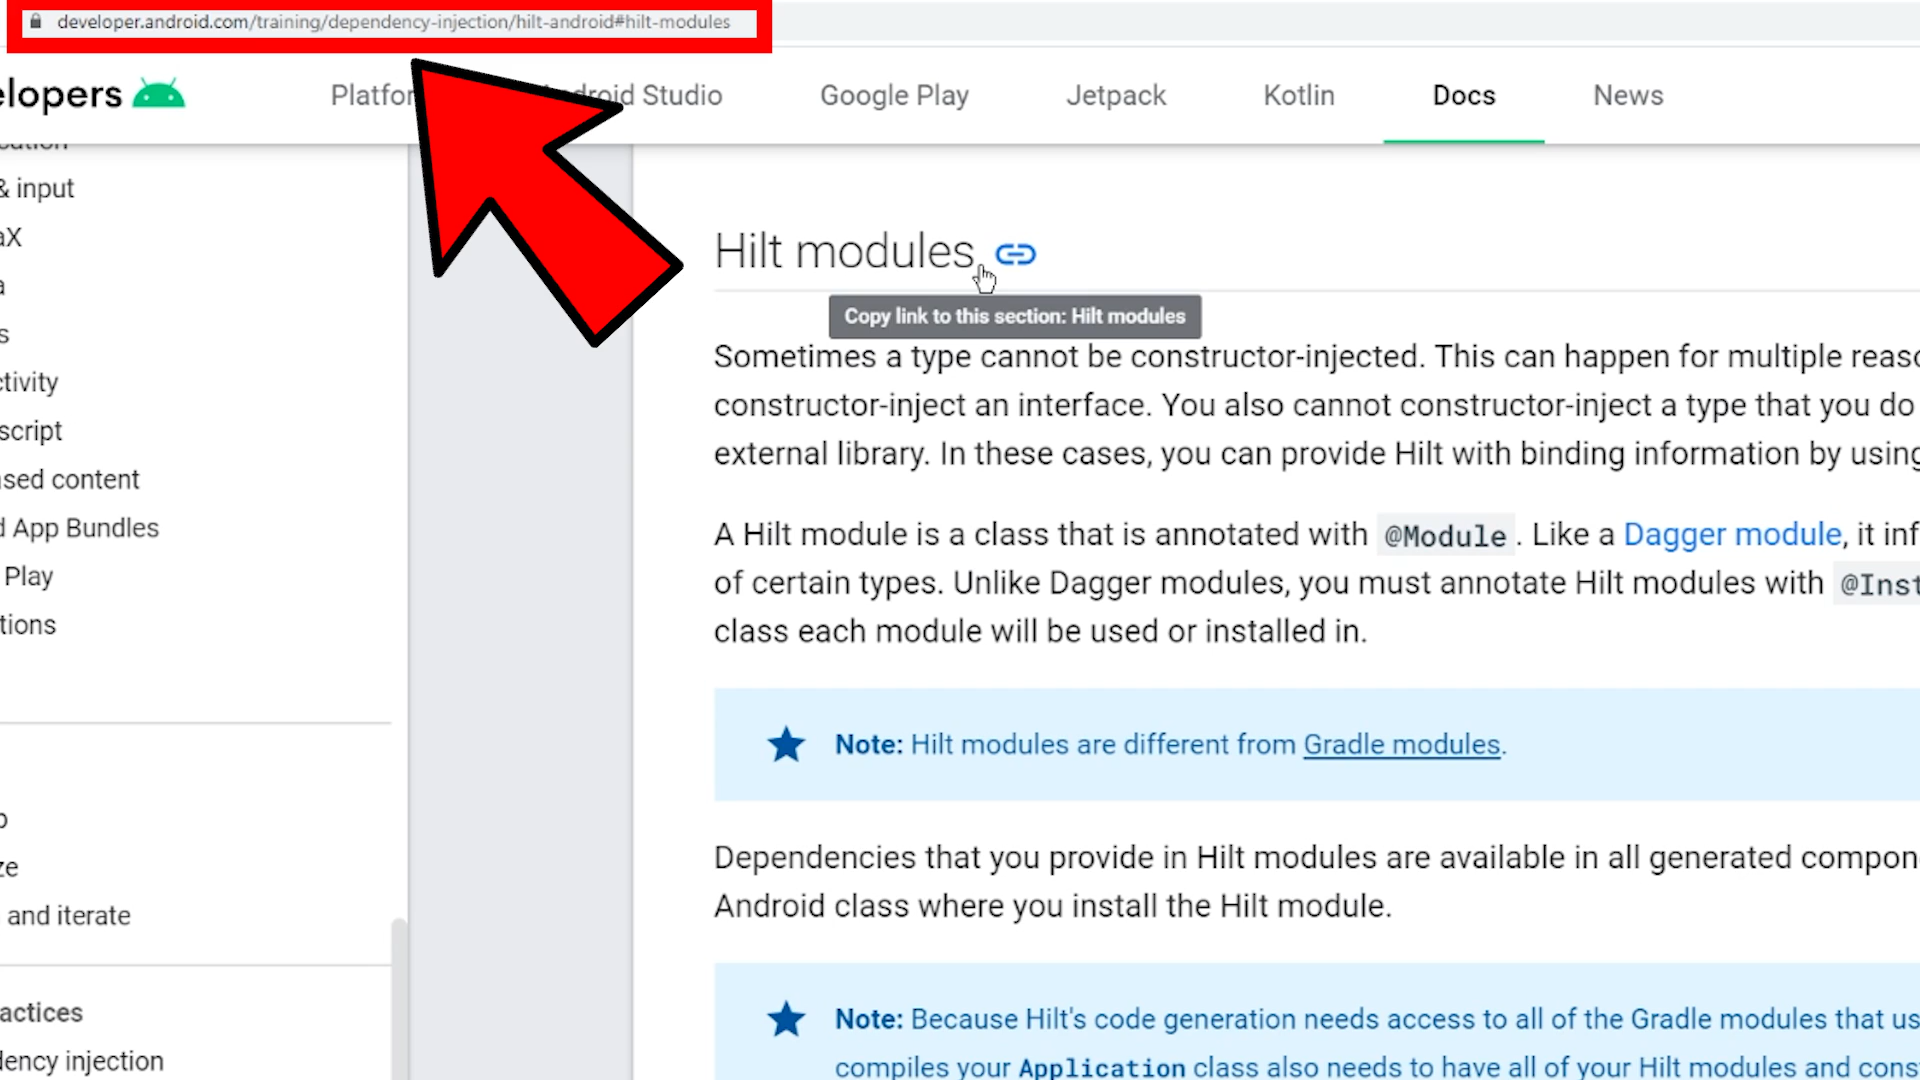 developer.android.com/training/dependency-injection/hilt-android#hilt-modules
elopers
Platfor
droid Studio
Google Play
Jetpack
Kotlin
Docs
News
& input
aX
a
s
ctivity
script
ased content
d App Bundles
Play
tions
ze
and iterate
actices
dency injection
Hilt modules
Copy link to this section: Hilt modules
Sometimes a type cannot be constructor-injected. This can happen for multiple reaso
constructor-inject an interface. You also cannot constructor-inject a type that you do
external library. In these cases, you can provide Hilt with binding information by using
A Hilt module is a class that is annotated with @Module. Like a Dagger module, it inf
of certain types. Unlike Dagger modules, you must annotate Hilt modules with @Inst
class each module will be used or installed in.
Note: Hilt modules are different from Gradle modules.
Dependencies that you provide in Hilt modules are available in all generated compon
Android class where you install the Hilt module.
Note: Because Hilt's code generation needs access to all of the Gradle modules that us
compiles your Application class also needs to have all of your Hilt modules and cons